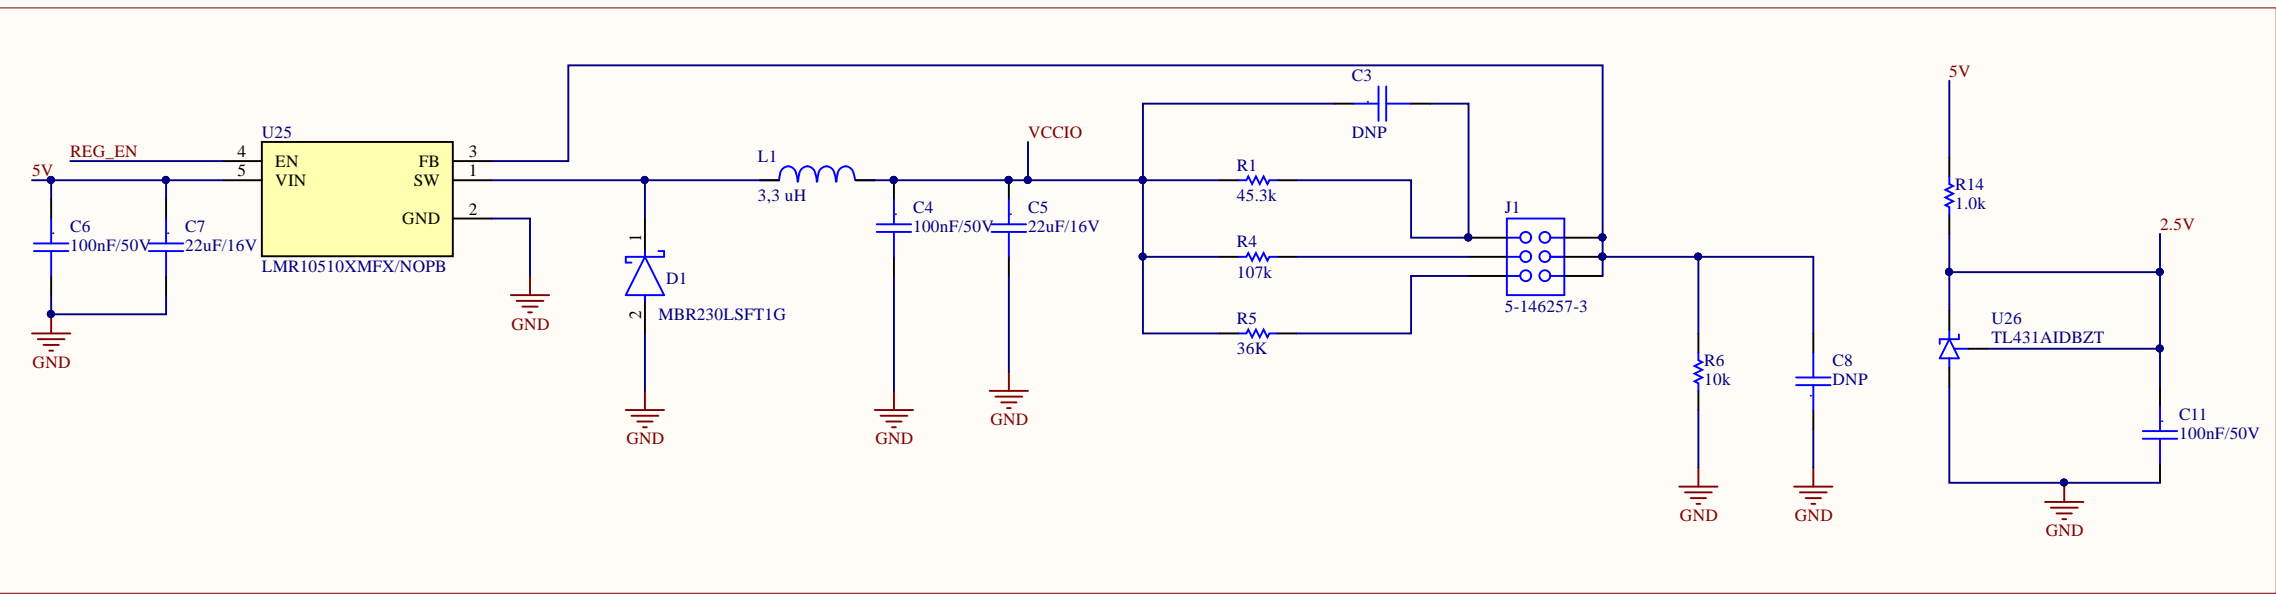 U25
REG_EN
5V
4
5
EN
VIN
FB
SW
GND
3
1
2
LMR10510XMFX/NOPB
C6
100nF/50V
C7
22uF/16V
GND
GND
1
D1
2
MBR230LSFT1G
GND
L1
3,3 uH
C4
100nF/50V
GND
C5
22uF/16V
GND
VCCIO
C3
DNP
R1
45.3k
R4
107k
R5
36K
J1
5-146257-3
R6
10k
GND
C8
DNP
GND
5V
R14
1.0k
2.5V
U26
TL431AIDBZT
C11
100nF/50V
GND